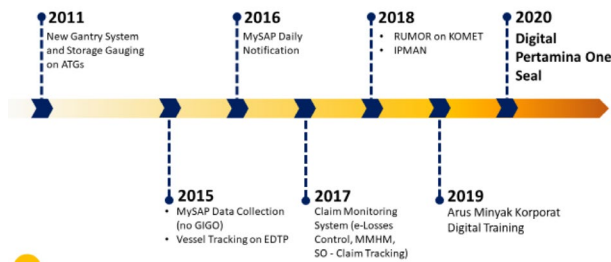 2011
New Gantry System
and Storage Gauging
on ATGs
2016
MySAP Daily
Notification
2018
• RUMOR on KOMET
• IPMAN
2020
Digital
Pertamina One
Seal
2015
• MySAP Data Collection
(no GIGO)
• Vessel Tracking on EDTP
2017
Claim Monitoring
System (e-Losses
Control, MMHM,
SO - Claim Tracking)
2019
Arus Minyak Korporat
Digital Training